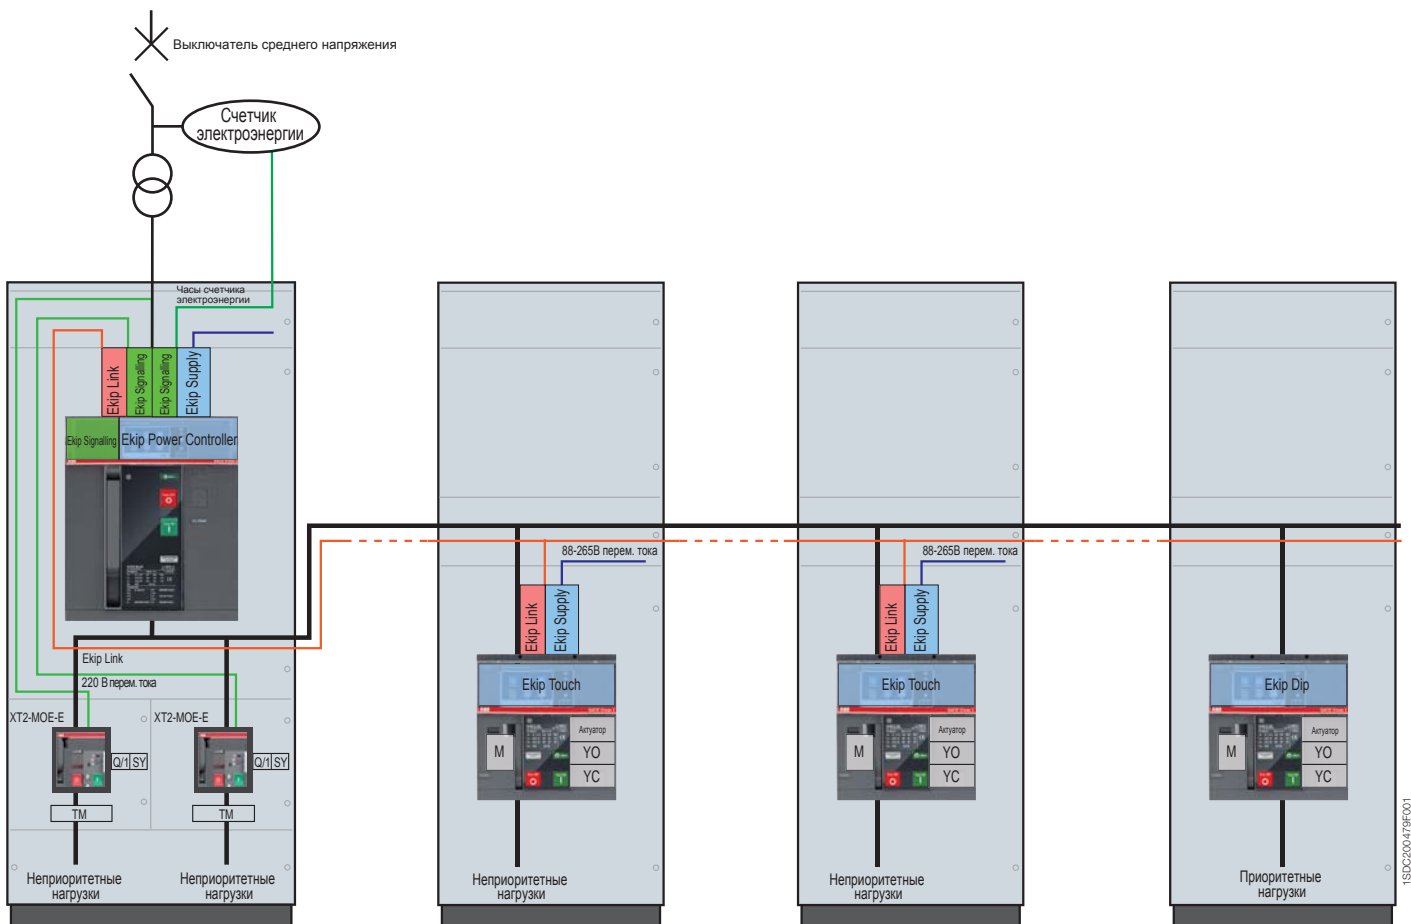 Выключатель среднего напряжения
Счетчик
электроэнергии
Часы счетчика
электроэнергии
Ekip Link
Ekip Signalling
Ekip Signalling
Ekip Supply
Ekip Signalling
Ekip Power Controller
Ekip Link
220 В перем. тока
XT2-MOE-E
XT2-MOE-E
Q/1 SY
Q/1 SY
TM
TM
Неприоритетные
нагрузки
Неприоритетные
нагрузки
88-265В перем. тока
Ekip Link
Ekip Supply
Ekip Touch
M
Актуатор
YO
YC
Неприоритетные
нагрузки
88-265В перем. тока
Ekip Link
Ekip Supply
Ekip Touch
M
Актуатор
YO
YC
Неприоритетные
нагрузки
Ekip Dip
M
Актуатор
YO
YC
Приоритетные
нагрузки
1SDC200479F001